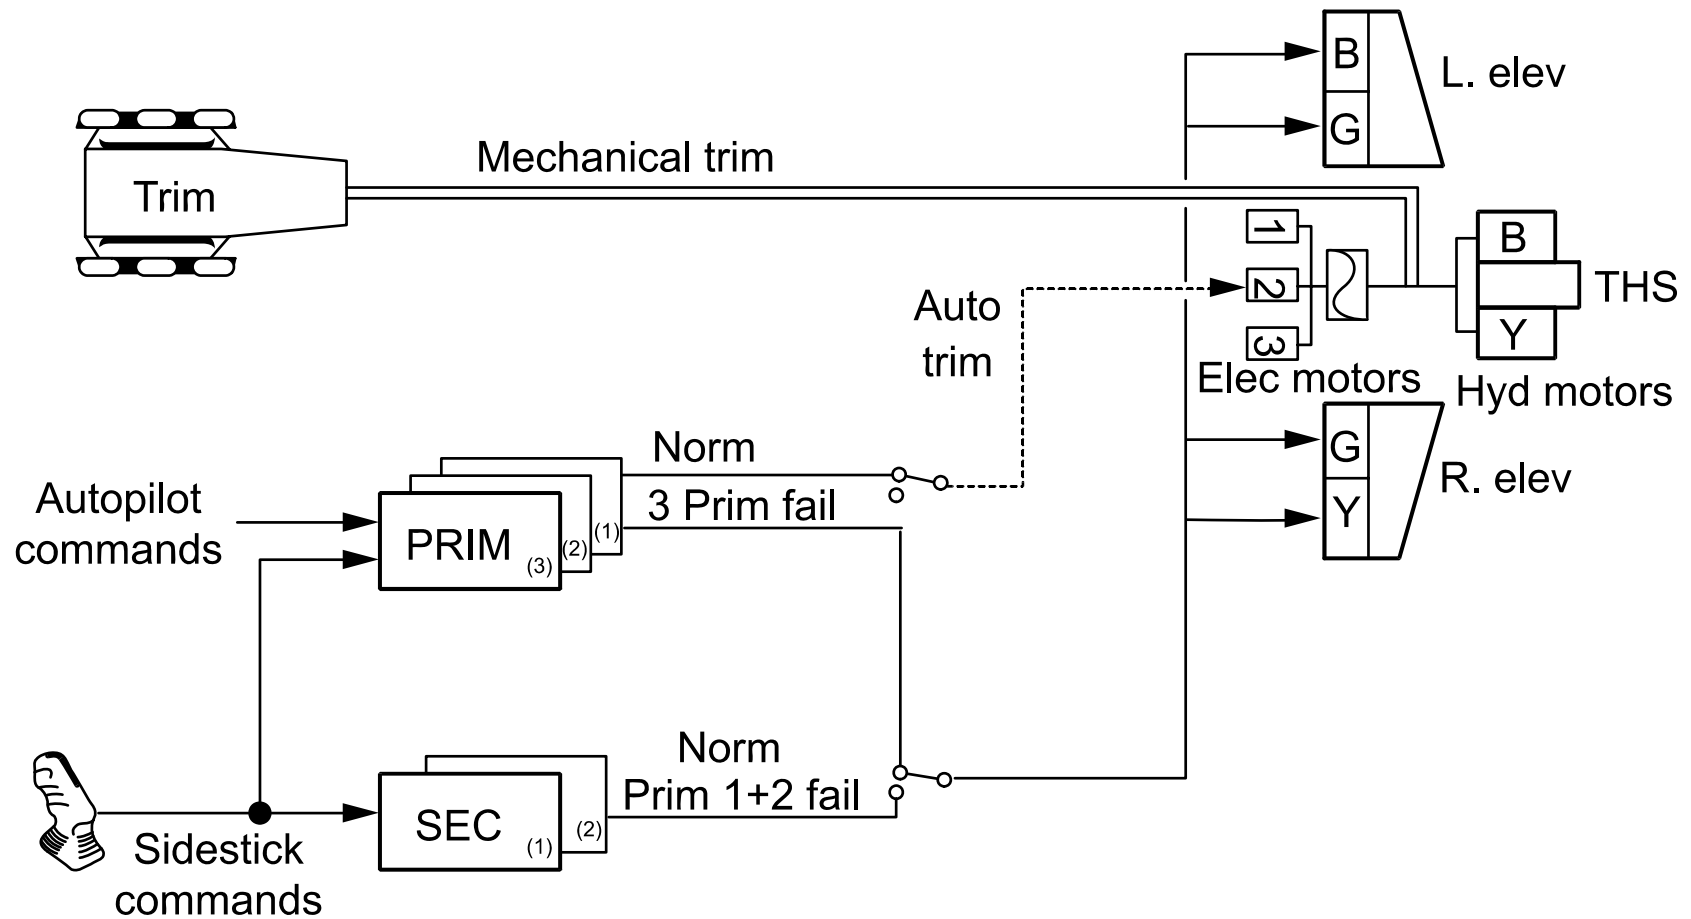 B
L. elev
G
Mechanical trim
Trim
1
B
2
THS
Auto
trim
3
Y
Elec motors
Hyd motors
Norm
G
R. elev
Autopilot
commands
3 Prim fail
Y
PRIM
(3)
(2)
(1)
Norm
Prim 1+2 fail
SEC
(1)
(2)
Sidestick
commands